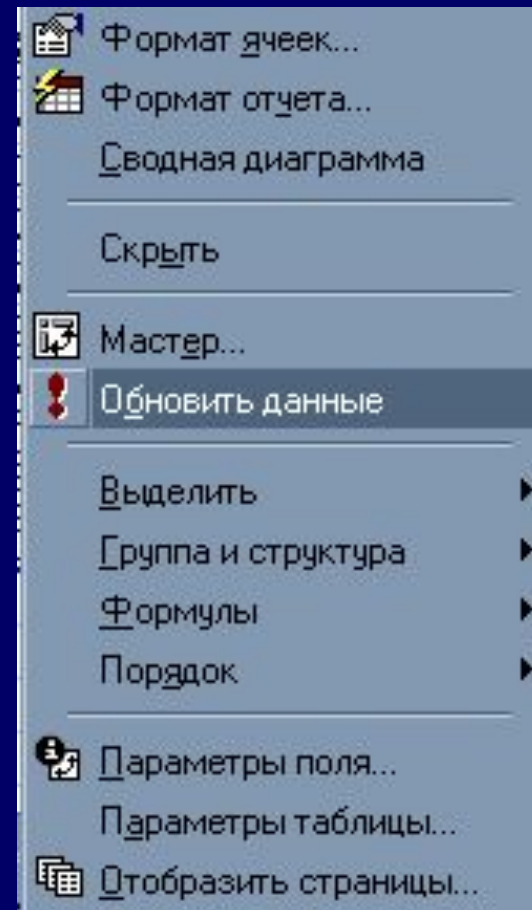 Формат ячеек...
Формат отчета...
Сводная диаграмма
Скрыть
Мастер...
Обновить данные
Выделить
Группа и структура
Формулы
Порядок
Параметры поля...
Параметры таблицы...
Отобразить страницы...